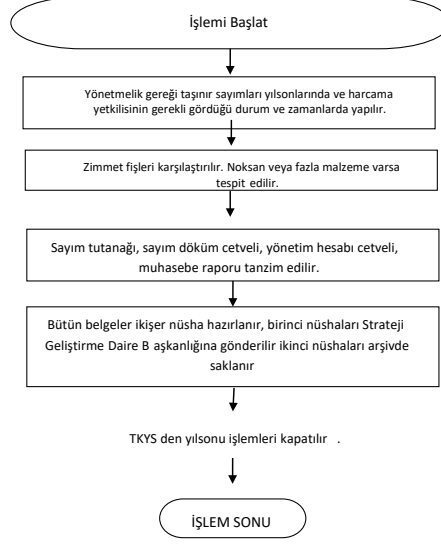 İşlemi Başlat
Yönetmelik gereği taşınır sayımları yılsonlarında ve harcama
yetkilisinin gerekli gördüğü durum ve zamanlarda yapılır.
Zimmet fişleri karşılaştırılır. Noksan veya fazla malzeme varsa
tespit edilir.
Sayım tutanağı, sayım döküm cetveli, yönetim hesabı cetveli,
muhasebe raporu tanzim edilir.
Bütün belgeler ikişer nüsha hazırlanır, birinci nüshaları Strateji
Geliştirme Daire B aşkanlığına gönderilir ikinci nüshaları arşivde
saklanır
TKYS den yılsonu işlemleri kapatılır .
İŞLEM SONU